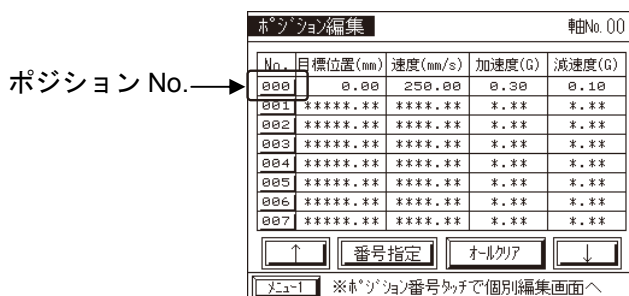 ポジション編集 軸No. 00
ポジション No.
No. 目標位置(mm) 速度(mm/s) 加速度(G) 減速度(G)
000 0.00 250.00 0.30 0.10
001 *****.** ****.** *.** *.**
002 *****.** ****.** *.** *.**
003 *****.** ****.** *.** *.**
004 *****.** ****.** *.** *.**
005 *****.** ****.** *.** *.**
006 *****.** ****.** *.** *.**
007 *****.** ****.** *.** *.**
↑ 番号指定 オールクリア ↓
メニュー1 ※ポジション番号タッチで個別編集画面へ